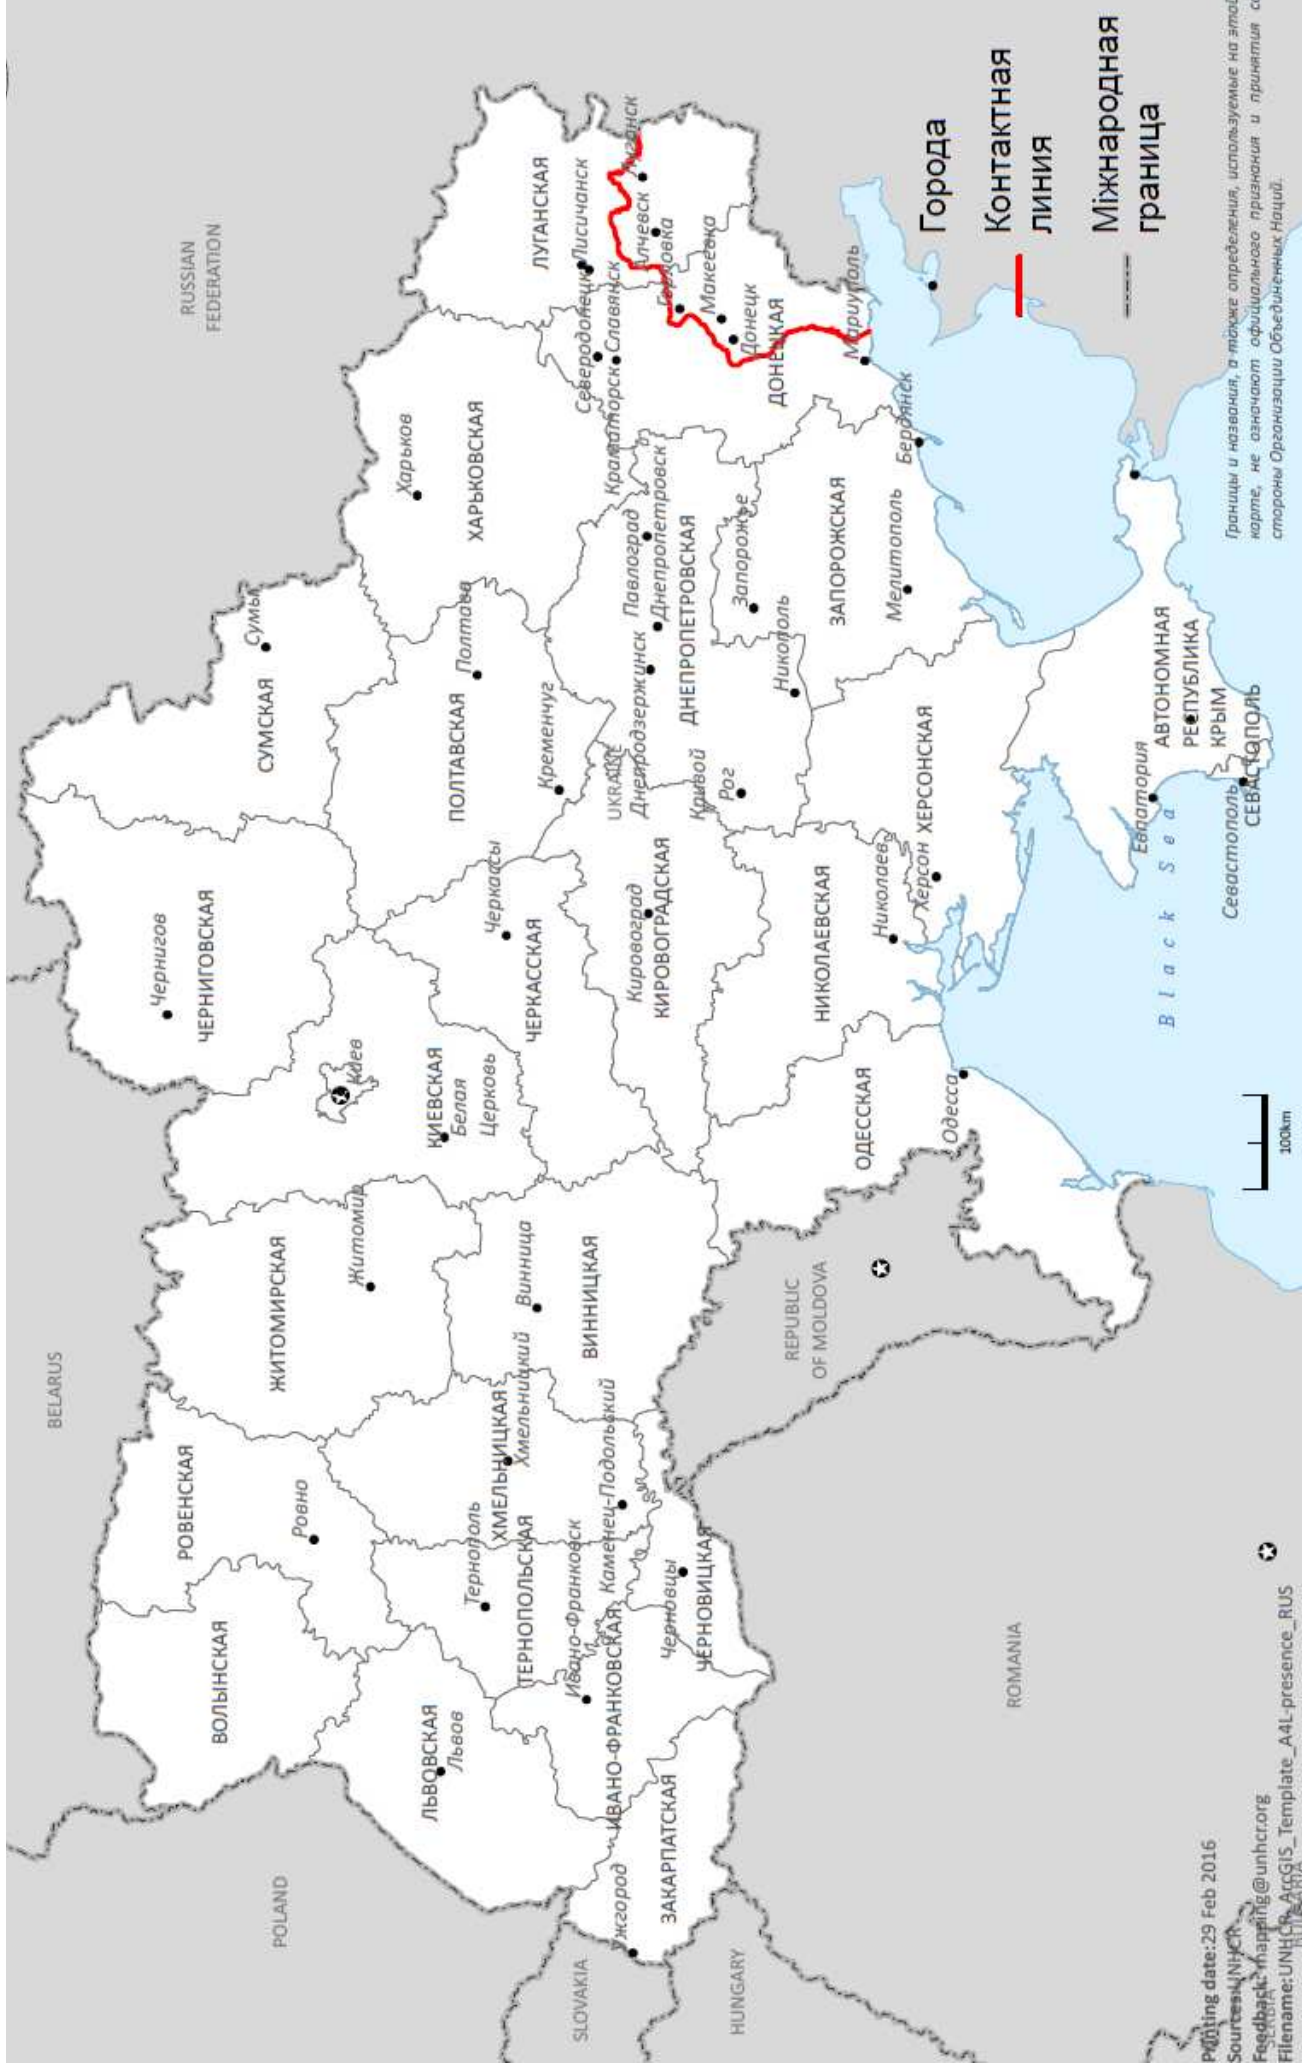 RUSSIAN
FEDERATION
BELARUS
POLAND
SLOVAKIA
HUNGARY
ROMANIA
REPUBLIC
OF MOLDOVA
UKRAINE
Black Sea
ВОЛЫНСКАЯ
РОВЕНСКАЯ
Ровно
ЖИТОМИРСКАЯ
Житомир
ЧЕРНИГОВСКАЯ
Чернигов
СУМСКАЯ
Сумы
Киев
КИЕВСКАЯ
Белая
Церковь
ЛЬВОВСКАЯ
Львов
ТЕРНОПОЛЬСКАЯ
Тернополь
ХМЕЛЬНИЦКАЯ
Хмельницкий
Каменец-Подольский
ВИННИЦКАЯ
Винница
ЧЕРКАССКАЯ
Черкассы
ПОЛТАВСКАЯ
Полтава
Кременчуг
ХАРЬКОВСКАЯ
Харьков
ЛУГАНСКАЯ
Лисичанск
Северодонецк
Славянск
Краматорск
Луганск
Алчевск
Горловка
Макеевка
Донецк
ДОНЕЦКАЯ
Мариуполь
Ужгород
ЗАКАРПАТСКАЯ
ИВАНО-ФРАНКОВСКАЯ
Ивано-Франковск
Черновцы
ЧЕРНОВИЦКАЯ
Кировоград
КИРОВОГРАДСКАЯ
Днепродзержинск
Павлоград
Днепропетровск
ДНЕПРОПЕТРОВСКАЯ
Кривой
Рог
Никополь
Запорожье
ЗАПОРОЖСКАЯ
Мелитополь
Бердянск
ОДЕССКАЯ
Одесса
НИКОЛАЕВСКАЯ
Николаев
Херсон
ХЕРСОНСКАЯ
АВТОНОМНАЯ
РЕСПУБЛИКА
КРЫМ
Евпатория
Севастополь
СЕВАСТОПОЛЬ
Города
Контактная
линия
Міжнародная
граница
Границы и названия, а также определения, используемые на этой
карте, не означают официального признания и принятия со
стороны Организации Объединенных Наций.
100km
Printing date:29 Feb 2016
Sources:UNHCR
Feedback: mapping@unhcr.org
Filename:UNHCR_ArcGIS_Template_A4L-presence_RUS
SERBIA
BULGARIA